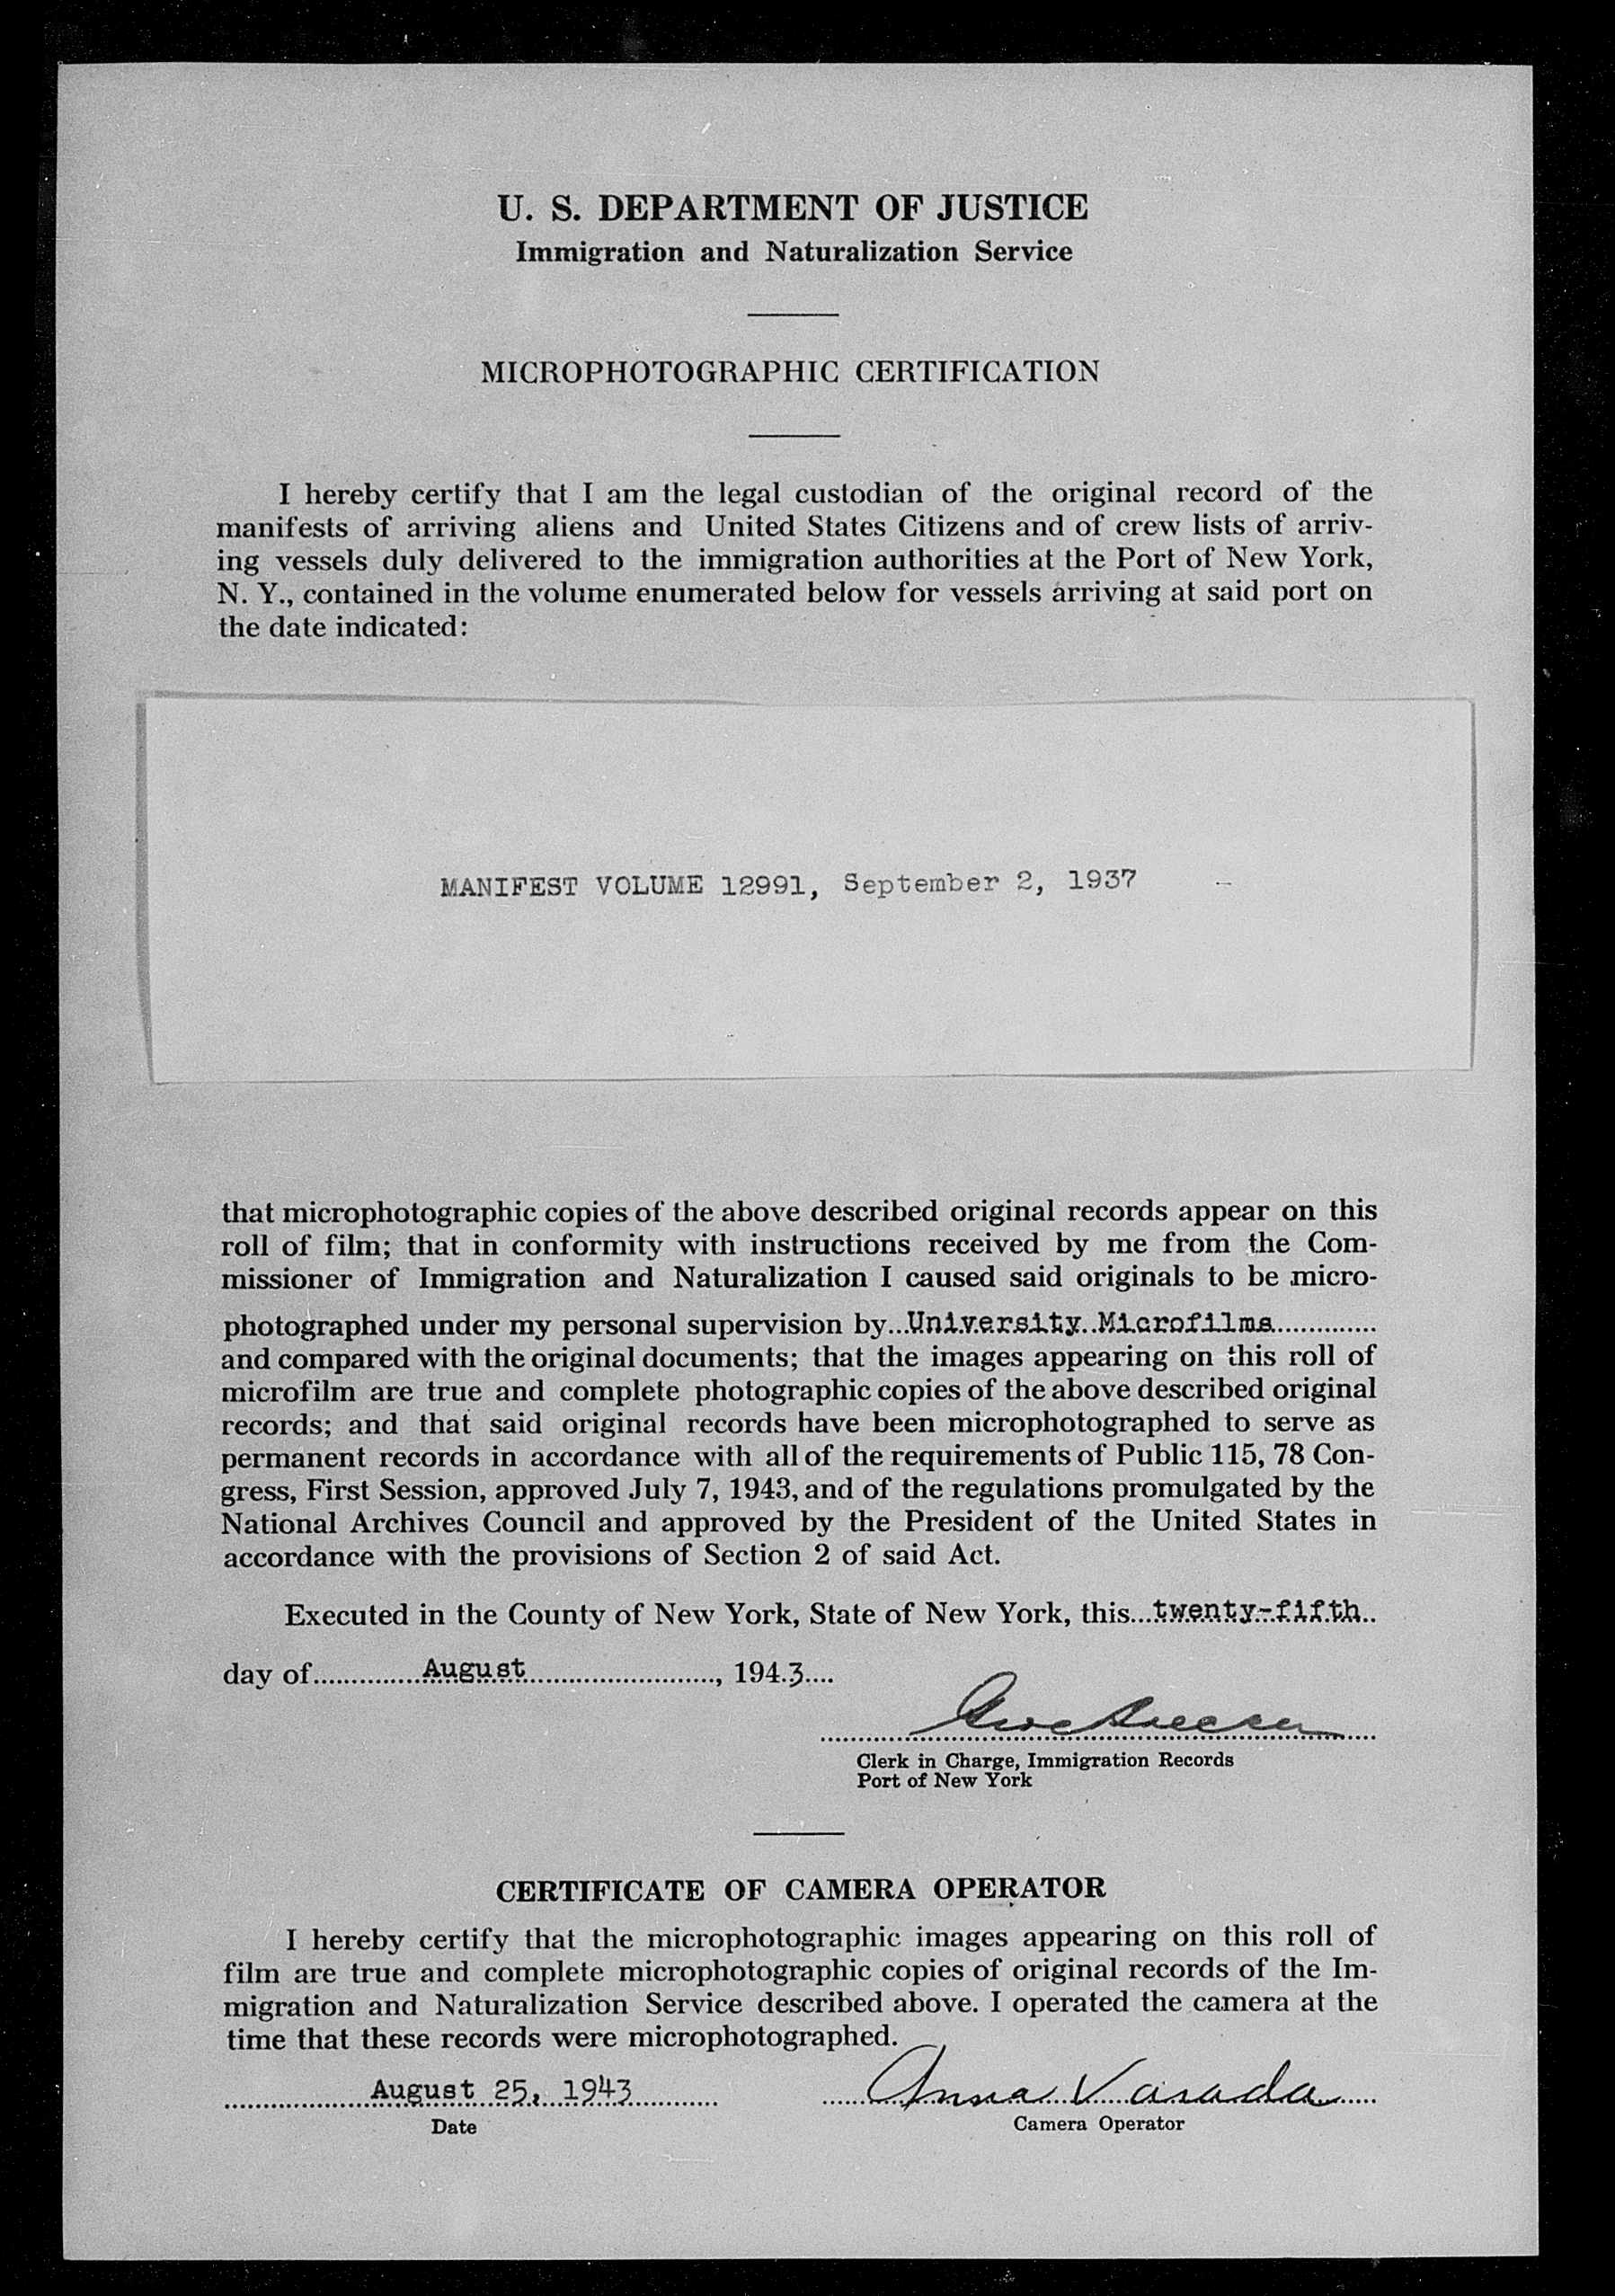 U. S. DEPARTMENT OF JUSTICE
Immigration and Naturalization Service
MICROPHOTOGRAPHIC CERTIFICATION
I hereby certify that I am the legal custodian of the original record of the
manifests of arriving aliens and United States Citizens and of crew lists of arriv-
ing vessels duly delivered to the immigration authorities at the Port of New York,
N. Y., contained in the volume enumerated below for vessels arriving at said port on
the date indicated:
MANIFEST VOLUME 12991, September 2, 1937
that microphotographic copies of the above described original records appear on this
roll of film; that in conformity with instructions received by me from the Com-
missioner of Immigration and Naturalization I caused said originals to be micro-
photographed under my personal supervision by...University Microfilms.............
and compared with the original documents; that the images appearing on this roll of
microfilm are true and complete photographic copies of the above described original
records; and that said original records have been microphotographed to serve as
permanent records in accordance with all of the requirements of Public 115, 78 Con-
gress, First Session, approved July 7, 1943, and of the regulations promulgated by the
National Archives Council and approved by the President of the United States in
accordance with the provisions of Section 2 of said Act.
Executed in the County of New York, State of New York, this...twenty-fifth..
day of..............August........................., 194.3....
Clerk in Charge, Immigration Records
Port of New York
CERTIFICATE OF CAMERA OPERATOR
I hereby certify that the microphotographic images appearing on this roll of
film are true and complete microphotographic copies of original records of the Im-
migration and Naturalization Service described above. I operated the camera at the
time that these records were microphotographed.
August 25, 1943 Anna Varada
Date Camera Operator